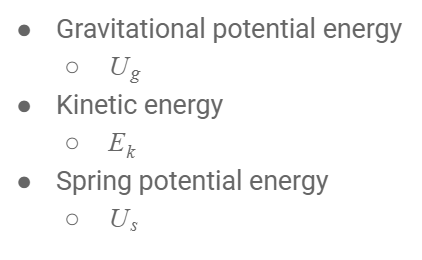 ● Gravitational potential energy
○ U_g
● Kinetic energy
○ E_k
● Spring potential energy
○ U_s